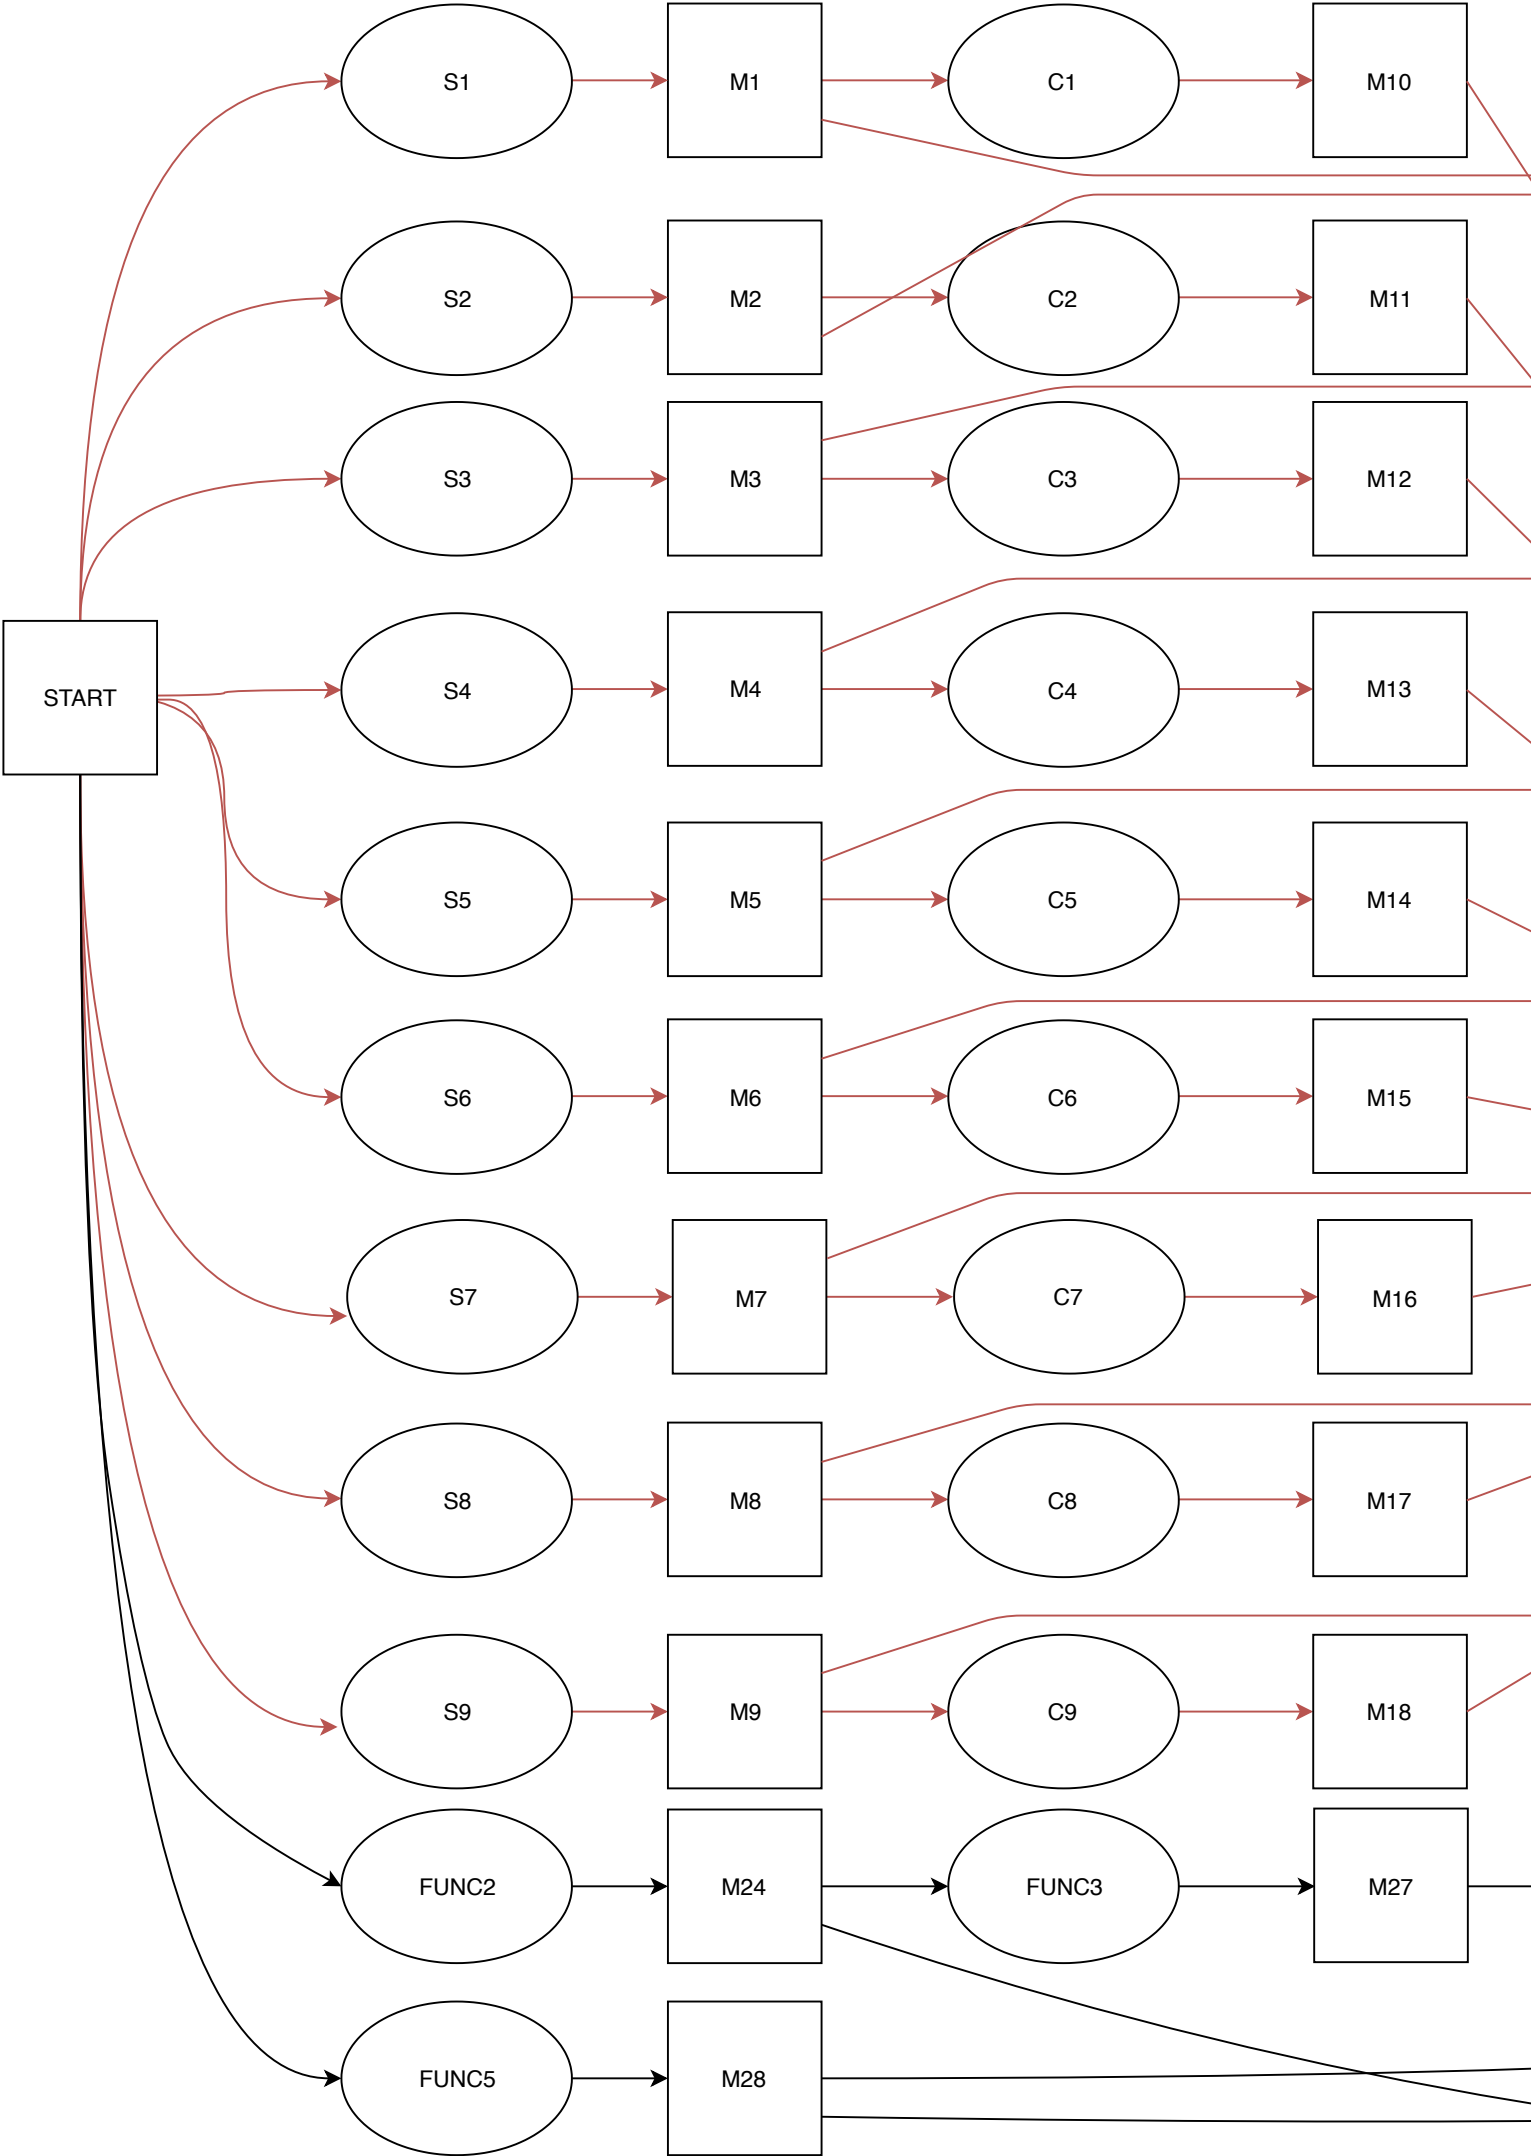 S1 M1 C1 M10
S2 M2 C2 M11
S3 M3 C3 M12
START S4 M4 C4 M13
S5 M5 C5 M14
S6 M6 C6 M15
S7 M7 C7 M16
S8 M8 C8 M17
S9 M9 C9 M18
FUNC2 M24 FUNC3 M27
FUNC5 M28